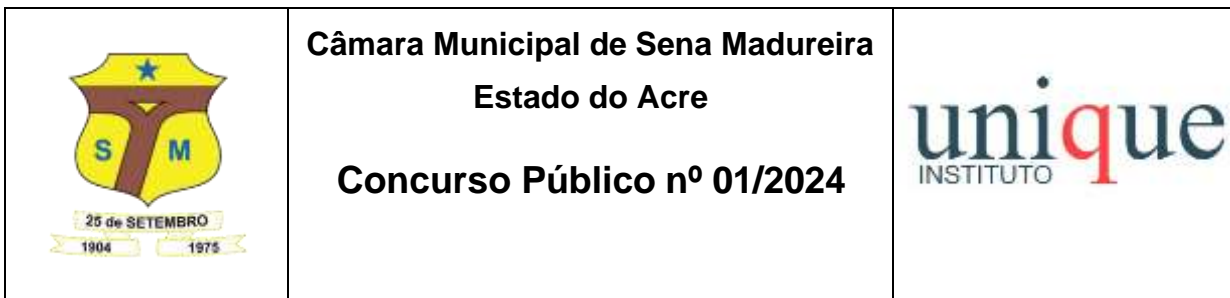 S M
25 de SETEMBRO
1904 1975
Câmara Municipal de Sena Madureira
Estado do Acre
Concurso Público nº 01/2024
unique
INSTITUTO